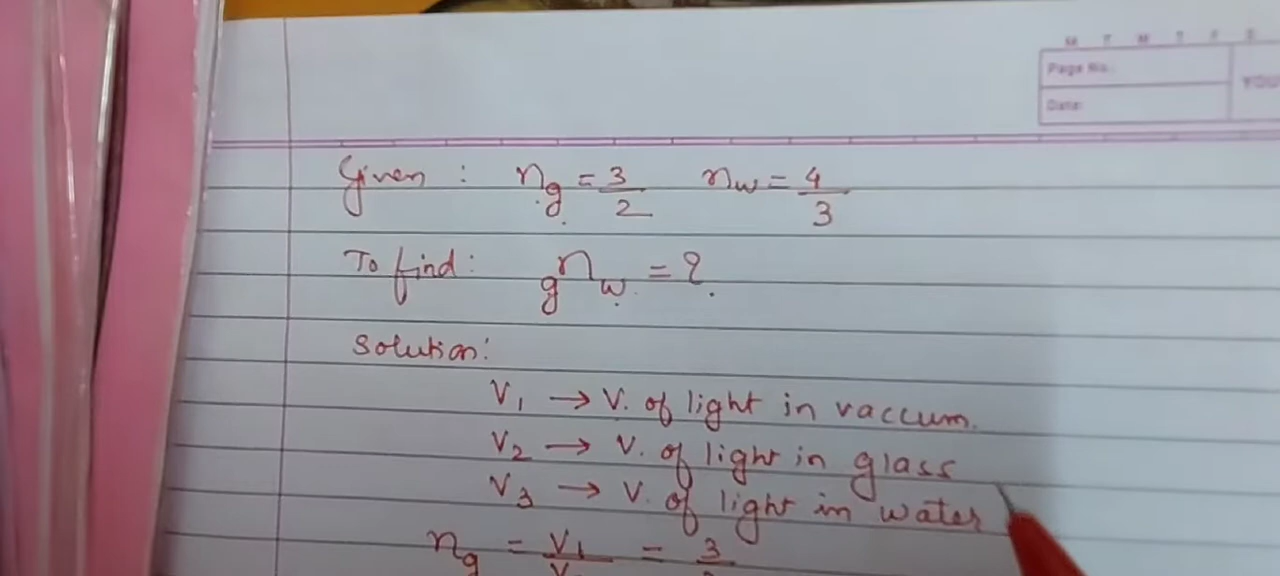 M T W T F S
Page No.:
Date:
YOU
Given : ng = 3/2 nw = 4/3
To find : gnw = ?
Solution:
V1 → V. of light in vaccum.
V2 → V. of light in glass
V3 → V. of light in water
ng = V1/V = 3